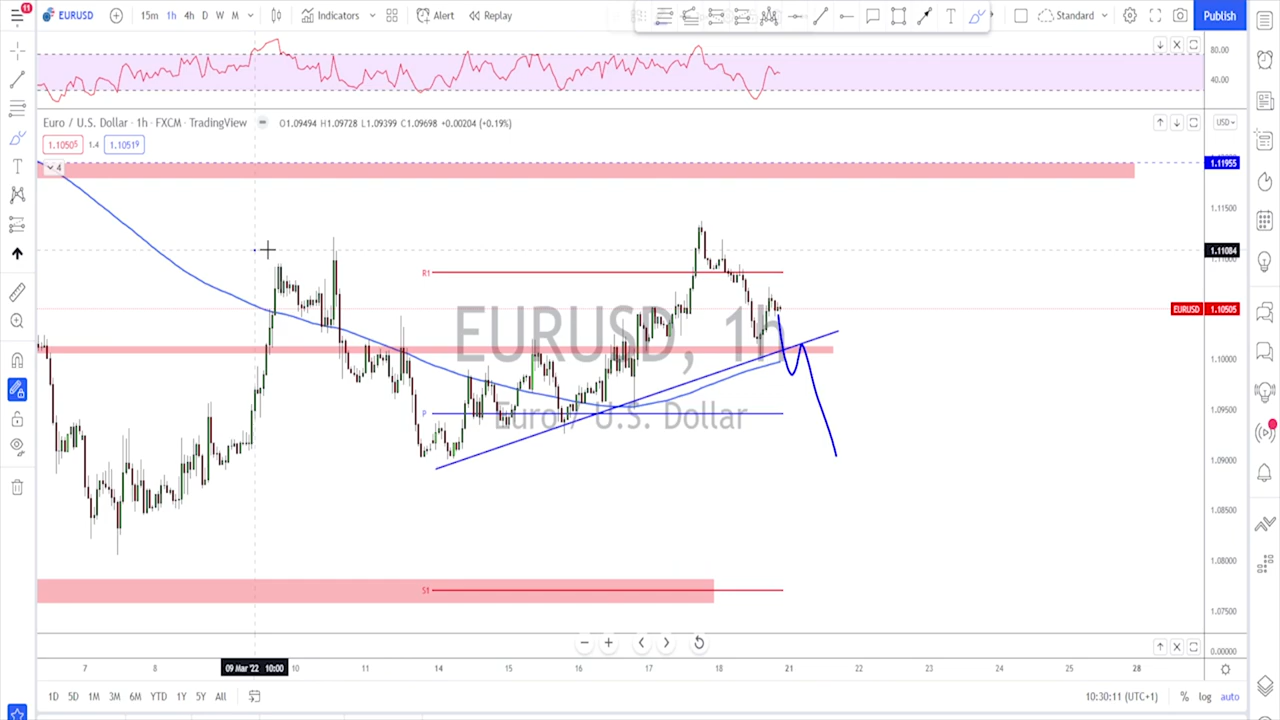 11
EURUSD 15m 1h 4h D W M Indicators Alert Replay Standard Publish
80.00
40.00
Euro / U.S. Dollar · 1h · FXCM · TradingView O1.09494 H1.09728 L1.09399 C1.09698 +0.00204 (+0.19%) USD
1.10505 1.4 1.10519
4
1.11955
1.11500
1.11084
1.11000
R1
EURUSD 1.10505
EURUSD, 1h
1.10000
P
1.09500
Euro / U.S. Dollar
1.09000
1.08500
1.08000
S1
1.07500
0.00000
7 8 09 Mar '22 10:00 10 11 14 15 16 17 18 21 22 23 24 25 28
1D 5D 1M 3M 6M YTD 1Y 5Y All 10:30:11 (UTC+1) % log auto